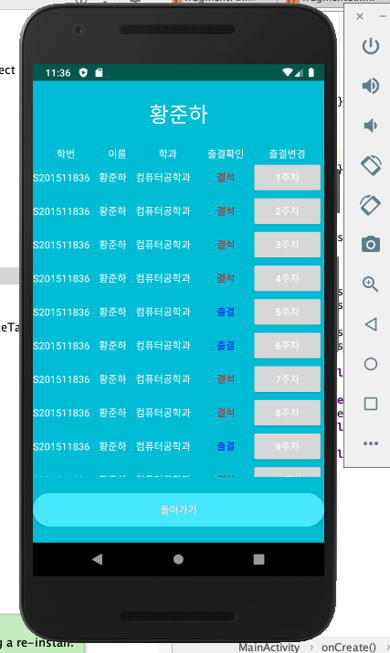 ect
11:36
황준하
학번 이름 학과 출결확인 출결변경
S201511836 황준하 컴퓨터공학과 결석 1주차
S201511836 황준하 컴퓨터공학과 결석 2주차
S201511836 황준하 컴퓨터공학과 결석 3주차
S201511836 황준하 컴퓨터공학과 결석 4주차
S201511836 황준하 컴퓨터공학과 출결 5주차
S201511836 황준하 컴퓨터공학과 출결 6주차
S201511836 황준하 컴퓨터공학과 결석 7주차
S201511836 황준하 컴퓨터공학과 결석 8주차
S201511836 황준하 컴퓨터공학과 출결 9주차
돌아가기
eTa
g a re-install.
MainActivity › onCreate()